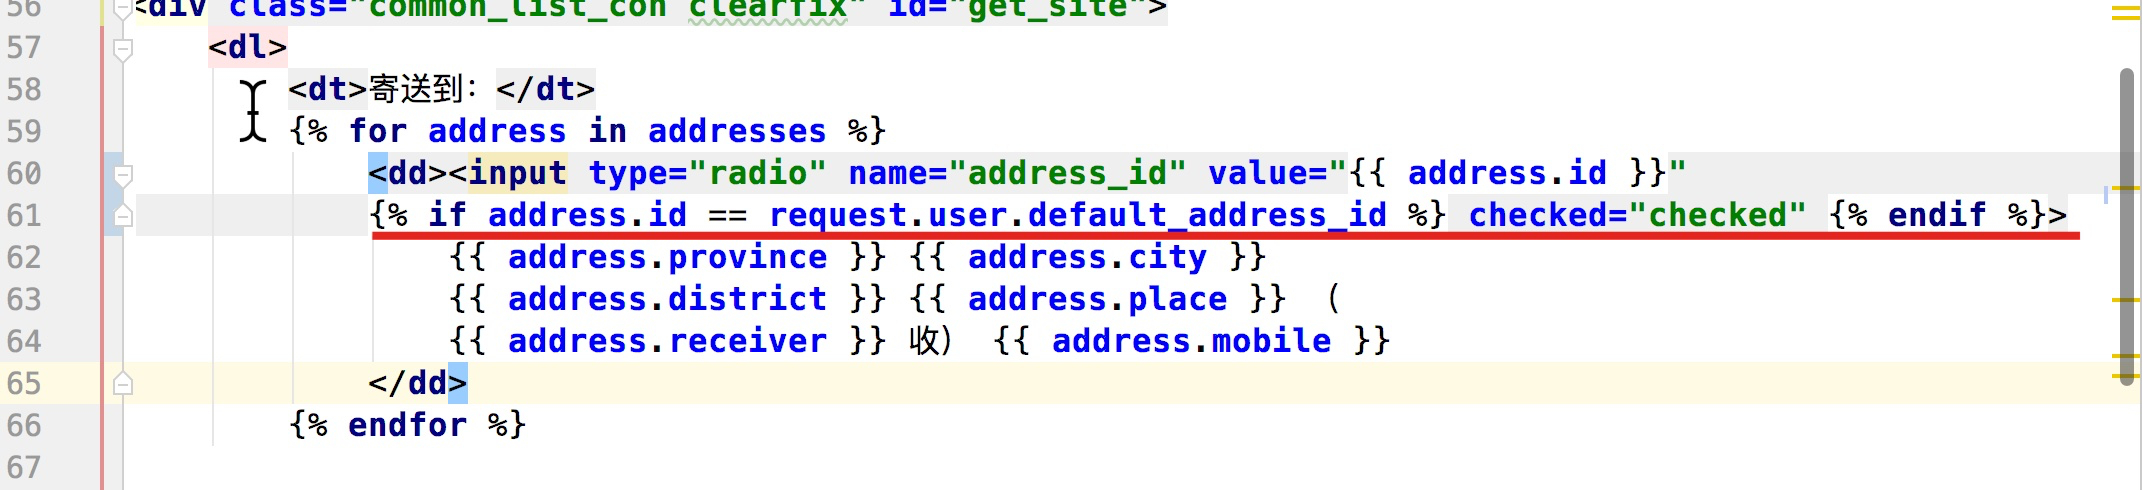 56 <div class="common_list_con clearfix" id="get_site">
57 <dl>
58 <dt>寄送到：</dt>
59 {% for address in addresses %}
60 <dd><input type="radio" name="address_id" value="{{ address.id }}"
61 {% if address.id == request.user.default_address_id %} checked="checked" {% endif %}>
62 {{ address.province }} {{ address.city }}
63 {{ address.district }} {{ address.place }} （
64 {{ address.receiver }} 收） {{ address.mobile }}
65 </dd>
66 {% endfor %}
67